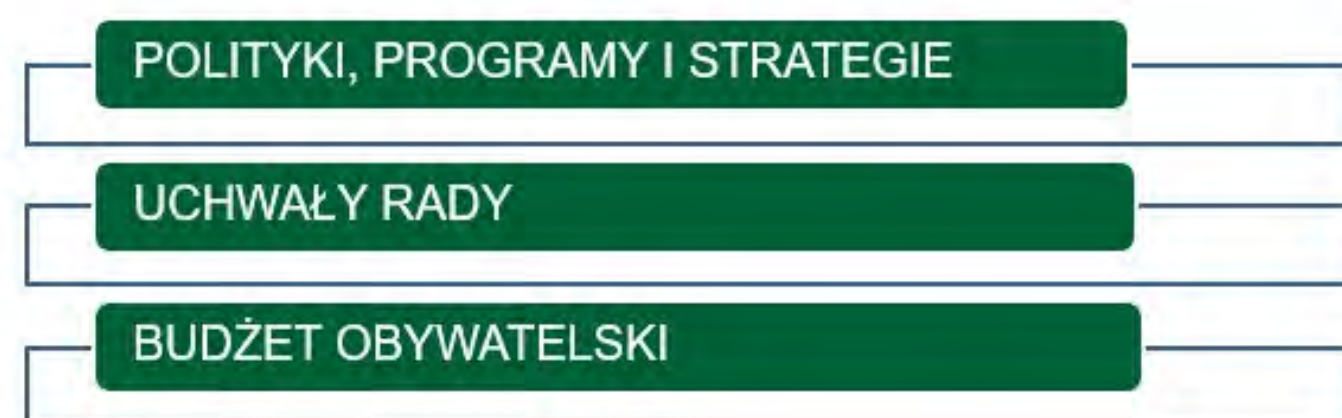 POLITYKI, PROGRAMY I STRATEGIE
UCHWAŁY RADY
BUDŻET OBYWATELSKI